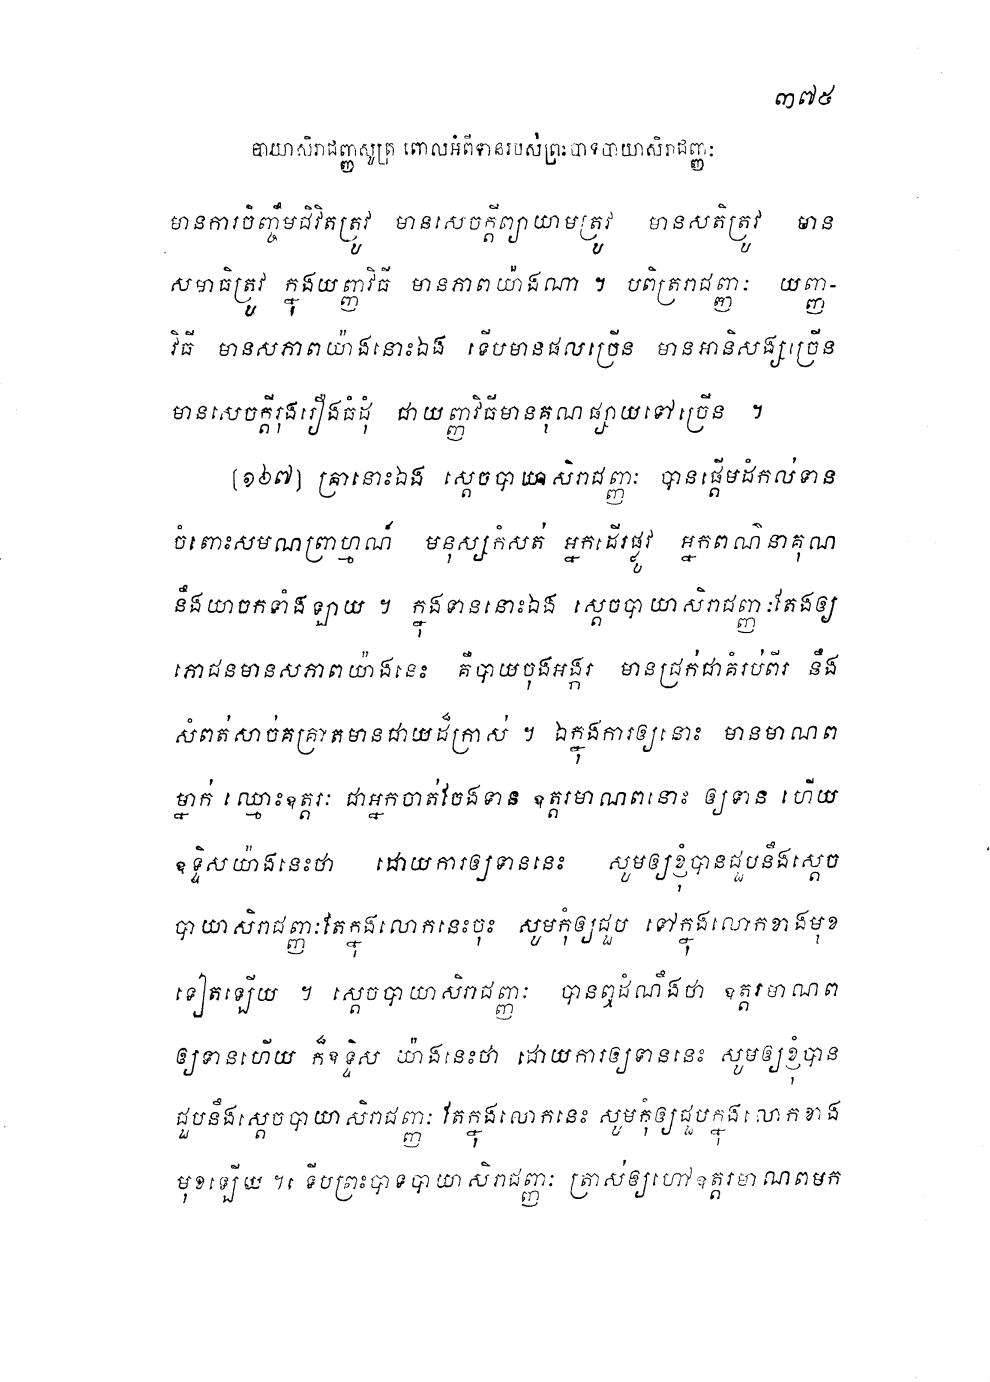 ៣៧៥
បាយាសិរាជញ្ញសូត្រ ពោលអំពីទានរបស់ព្រះបាទបាយាសិរាជញ្ញៈ
មានការចិញ្ចឹមជីវិតត្រូវ មានសេចក្តីព្យាយាមត្រូវ មានសតិត្រូវ មាន
សមាធិត្រូវ ក្នុងយញ្ញវិធី មានភាពយ៉ាងណា ។ បពិត្ររាជញ្ញៈ យញ្ញ-
វិធី មានសភាពយ៉ាងនោះឯង ទើបមានផលច្រើន មានអានិសង្សច្រើន
មានសេចក្តីរុងរឿងធំដុំ ជាយញ្ញវិធីមានគុណផ្សាយទៅច្រើន ។
[១៦៧] គ្រានោះឯង ស្តេចបាយាសិរាជញ្ញៈ បានផ្តើមដំកល់ទាន
ចំពោះសមណព្រាហ្មណ៍ មនុស្សកំសត់ អ្នកដើរផ្លូវ អ្នកពណ៌នាគុណ
នឹងយាចកទាំងឡាយ ។ ក្នុងទាននោះឯង ស្តេចបាយាសិរាជញ្ញៈតែងឲ្យ
ភោជនមានសភាពយ៉ាងនេះ គឺបាយចុងអង្ករ មានជ្រក់ជាគំរប់ពីរ នឹង
សំពត់សាច់គគ្រាតមានជាយដ៏ក្រាស់ ។ ឯក្នុងការឲ្យនោះ មានមាណព
ម្នាក់ ឈ្មោះឧត្តរៈ ជាអ្នកចាត់ចែងទាន ឧត្តរមាណពនោះ ឲ្យទាន ហើយ
ឧទ្ទិសយ៉ាងនេះថា ដោយការឲ្យទាននេះ សូមឲ្យខ្ញុំបានជួបនឹងស្តេច
បាយាសិរាជញ្ញៈតែក្នុងលោកនេះចុះ សូមកុំឲ្យជួប ទៅក្នុងលោកខាងមុខ
ទៀតឡើយ ។ ស្តេចបាយាសិរាជញ្ញៈ បានឮដំណឹងថា ឧត្តរមាណព
ឲ្យទានហើយ ក៏ឧទ្ទិស យ៉ាងនេះថា ដោយការឲ្យទាននេះ សូមឲ្យខ្ញុំបាន
ជួបនឹងស្តេចបាយាសិរាជញ្ញៈ តែក្នុងលោកនេះ សូមកុំឲ្យជួបក្នុងលោកខាង
មុខឡើយ ។ ទើបព្រះបាទបាយាសិរាជញ្ញៈ ត្រាស់ឲ្យហៅឧត្តរមាណពមក